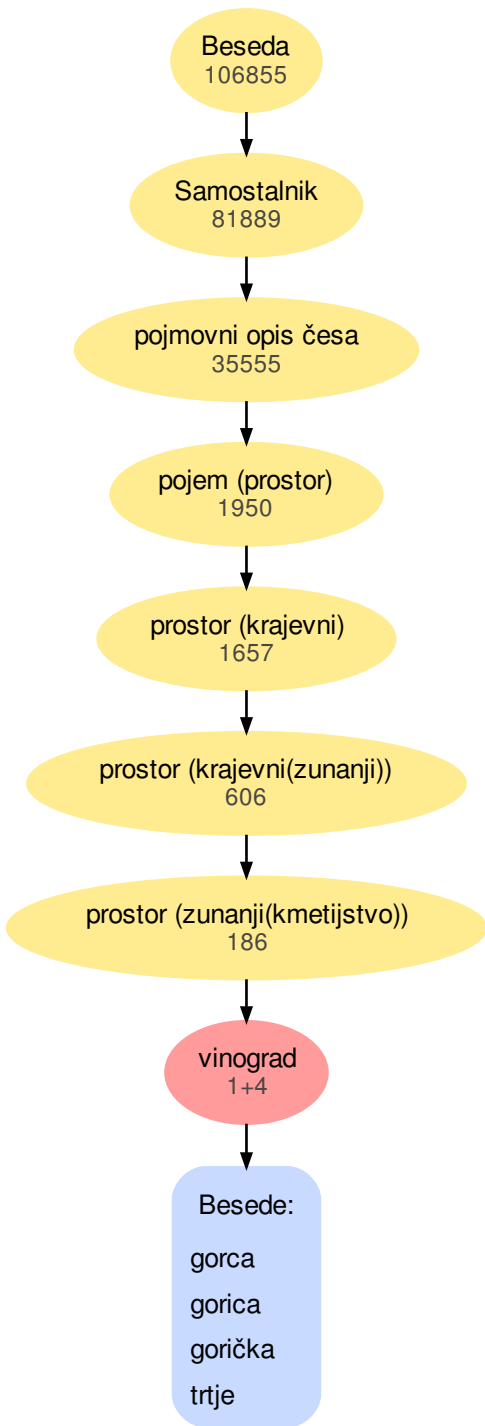 Beseda
106855
Samostalnik
81889
pojmovni opis česa
35555
pojem (prostor)
1950
prostor (krajevni)
1657
prostor (krajevni(zunanji))
606
prostor (zunanji(kmetijstvo))
186
vinograd
1+4
Besede:
gorca
gorica
gorička
trtje